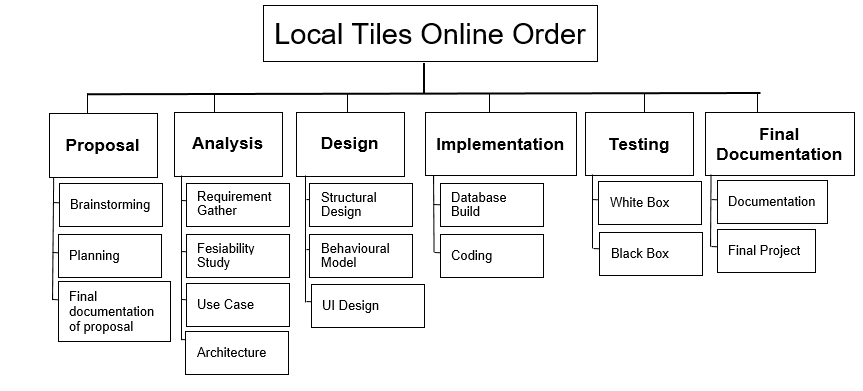 Local Tiles Online Order
Proposal
Brainstorming
Planning
Final
documentation
of proposal
Analysis
Requirement
Gather
Fesiability
Study
Use Case
Architecture
Design
Structural
Design
Behavioural
Model
UI Design
Implementation
Database
Build
Coding
Testing
White Box
Black Box
Final
Documentation
Documentation
Final Project